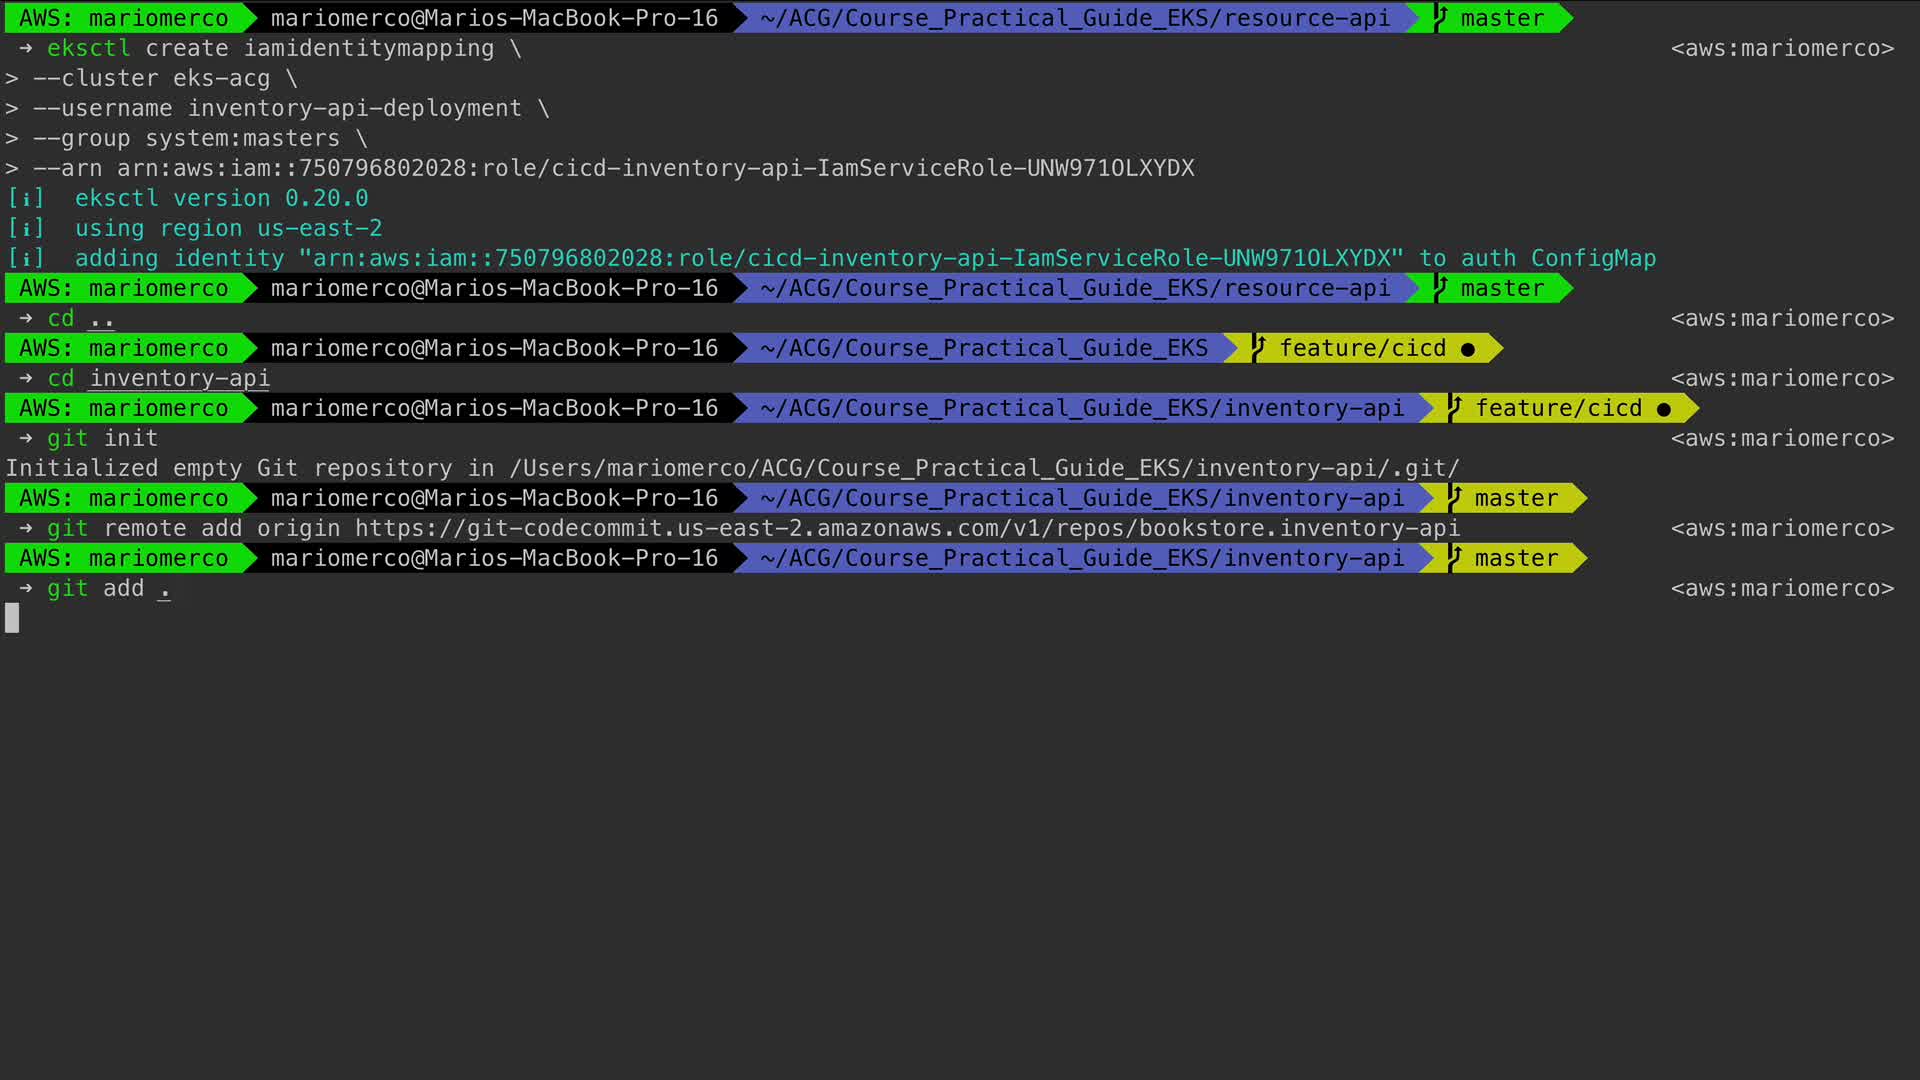 AWS: mariomerco mariomerco@Marios-MacBook-Pro-16 ~/ACG/Course_Practical_Guide_EKS/resource-api master
→ eksctl create iamidentitymapping \ <aws:mariomerco>
> --cluster eks-acg \
> --username inventory-api-deployment \
> --group system:masters \
> --arn arn:aws:iam::750796802028:role/cicd-inventory-api-IamServiceRole-UNW971OLXYDX
[i] eksctl version 0.20.0
[i] using region us-east-2
[i] adding identity "arn:aws:iam::750796802028:role/cicd-inventory-api-IamServiceRole-UNW971OLXYDX" to auth ConfigMap
AWS: mariomerco mariomerco@Marios-MacBook-Pro-16 ~/ACG/Course_Practical_Guide_EKS/resource-api master
→ cd .. <aws:mariomerco>
AWS: mariomerco mariomerco@Marios-MacBook-Pro-16 ~/ACG/Course_Practical_Guide_EKS feature/cicd ●
→ cd inventory-api <aws:mariomerco>
AWS: mariomerco mariomerco@Marios-MacBook-Pro-16 ~/ACG/Course_Practical_Guide_EKS/inventory-api feature/cicd ●
→ git init <aws:mariomerco>
Initialized empty Git repository in /Users/mariomerco/ACG/Course_Practical_Guide_EKS/inventory-api/.git/
AWS: mariomerco mariomerco@Marios-MacBook-Pro-16 ~/ACG/Course_Practical_Guide_EKS/inventory-api master
→ git remote add origin https://git-codecommit.us-east-2.amazonaws.com/v1/repos/bookstore.inventory-api <aws:mariomerco>
AWS: mariomerco mariomerco@Marios-MacBook-Pro-16 ~/ACG/Course_Practical_Guide_EKS/inventory-api master
→ git add . <aws:mariomerco>